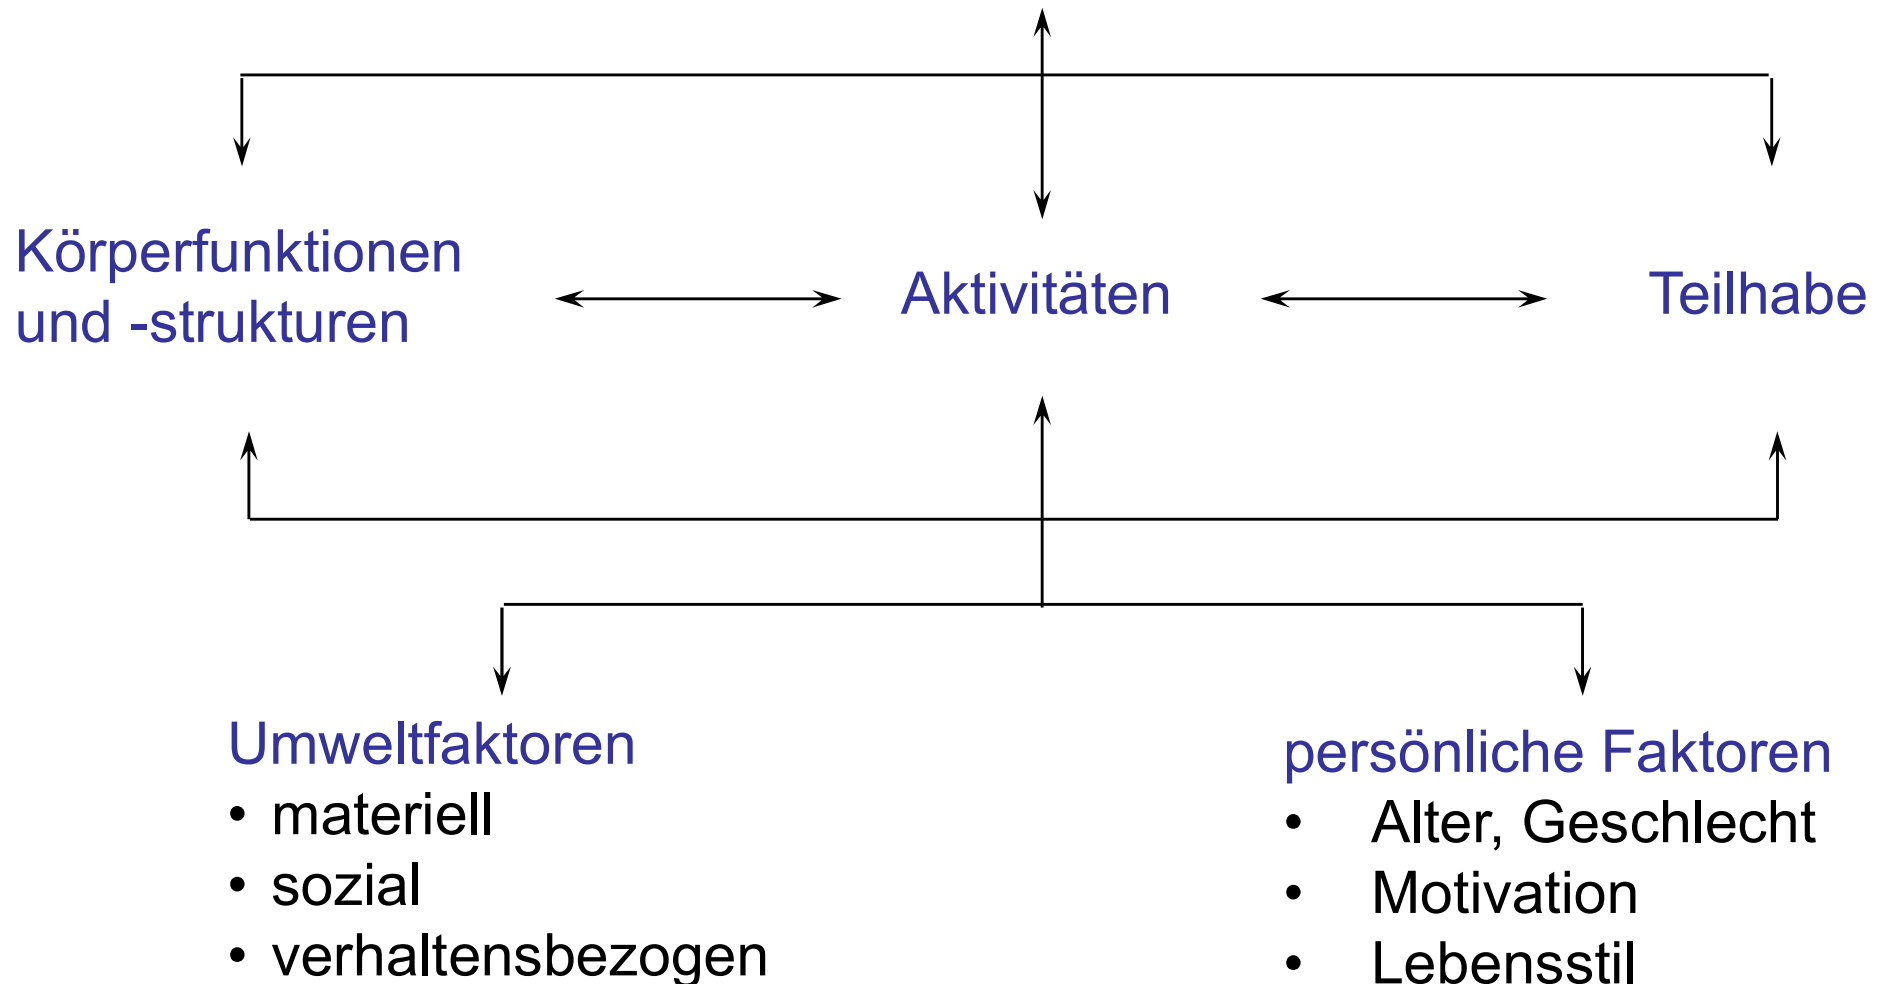 Körperfunktionen
und -strukturen
Aktivitäten
Teilhabe
Umweltfaktoren
• materiell
• sozial
• verhaltensbezogen
persönliche Faktoren
• Alter, Geschlecht
• Motivation
• Lebensstil